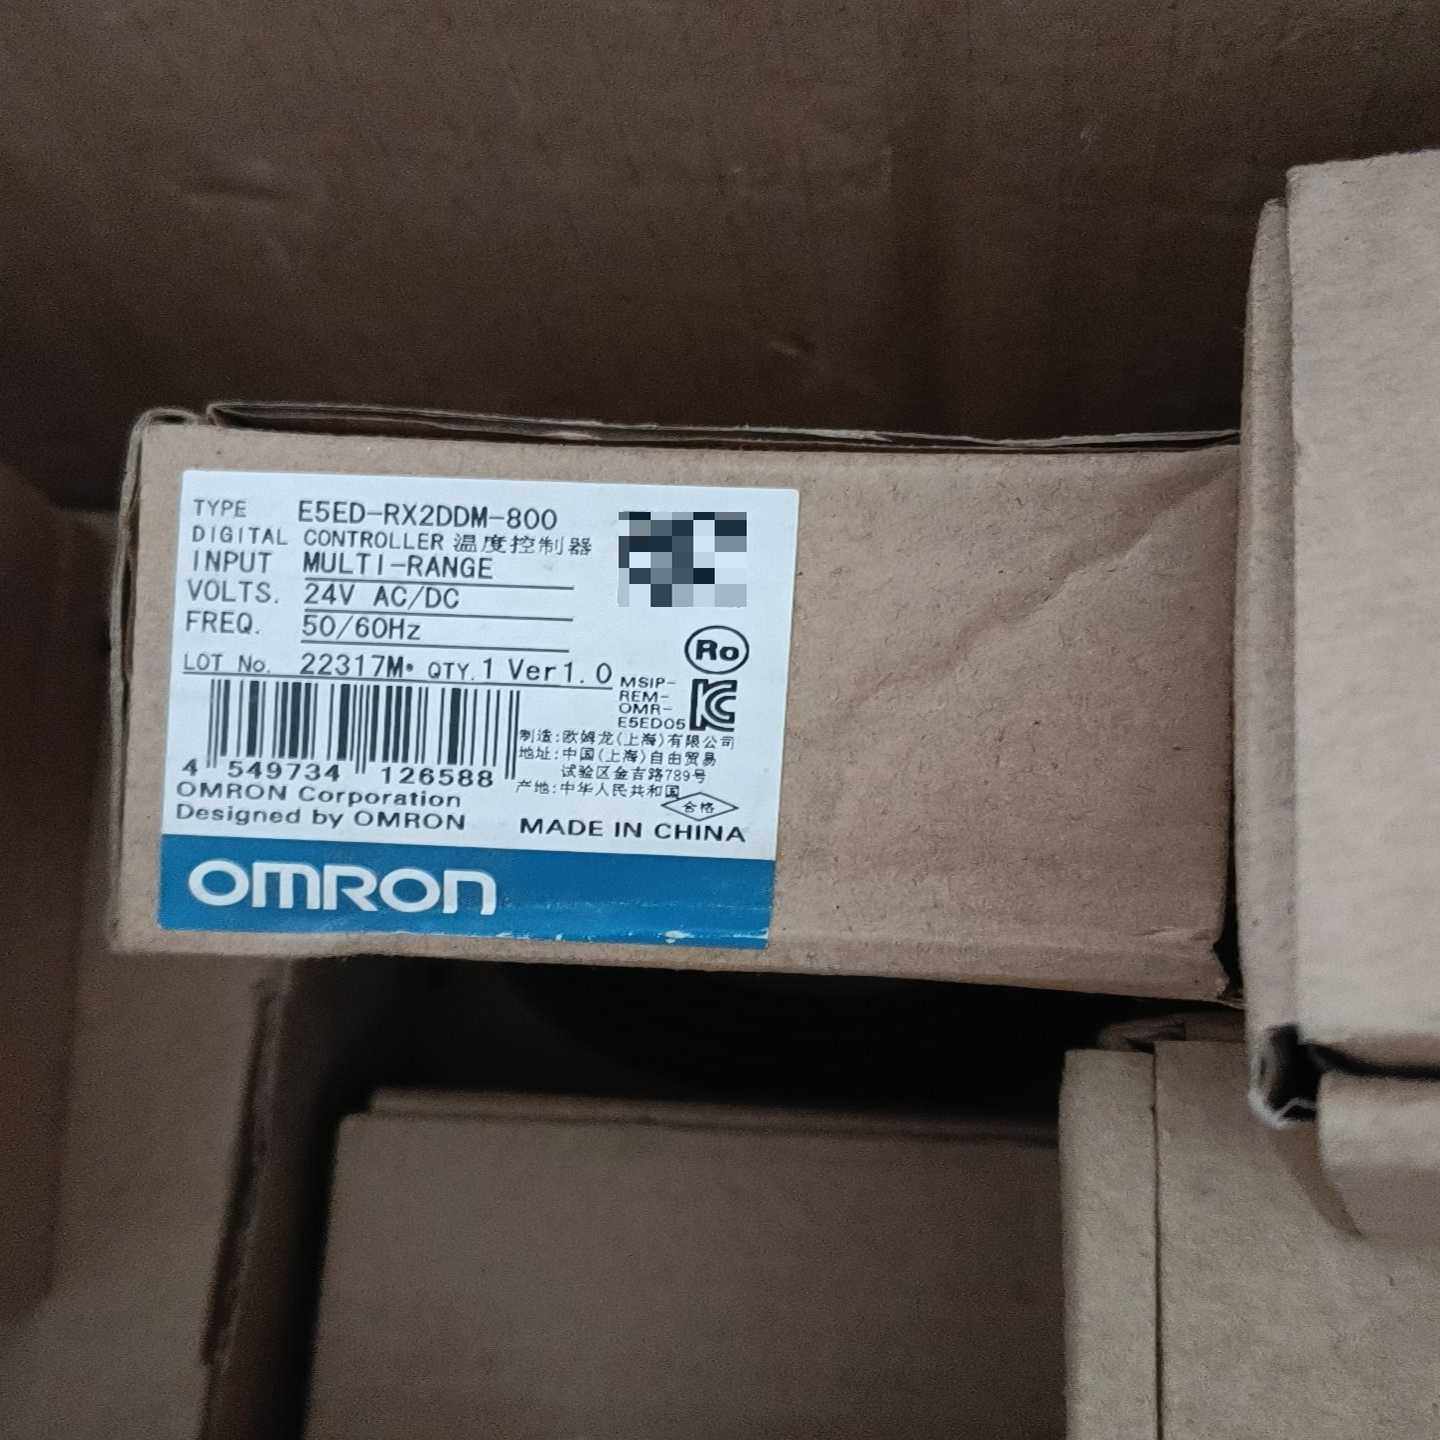 TYPE E5ED-RX2DDM-800
DIGITAL CONTROLLER 温度控制器
INPUT MULTI-RANGE
VOLTS. 24V AC/DC
FREQ. 50/60Hz
LOT No. 22317M• QTY.1 Ver1.0
Ro
MSIP-
REM-
OMR-
E5ED05
4 549734 126588
制造:欧姆龙(上海)有限公司
地址:中国(上海)自由贸易
试验区金吉路789号
产地:中华人民共和国
合格
OMRON Corporation
Designed by OMRON
MADE IN CHINA
OMRON